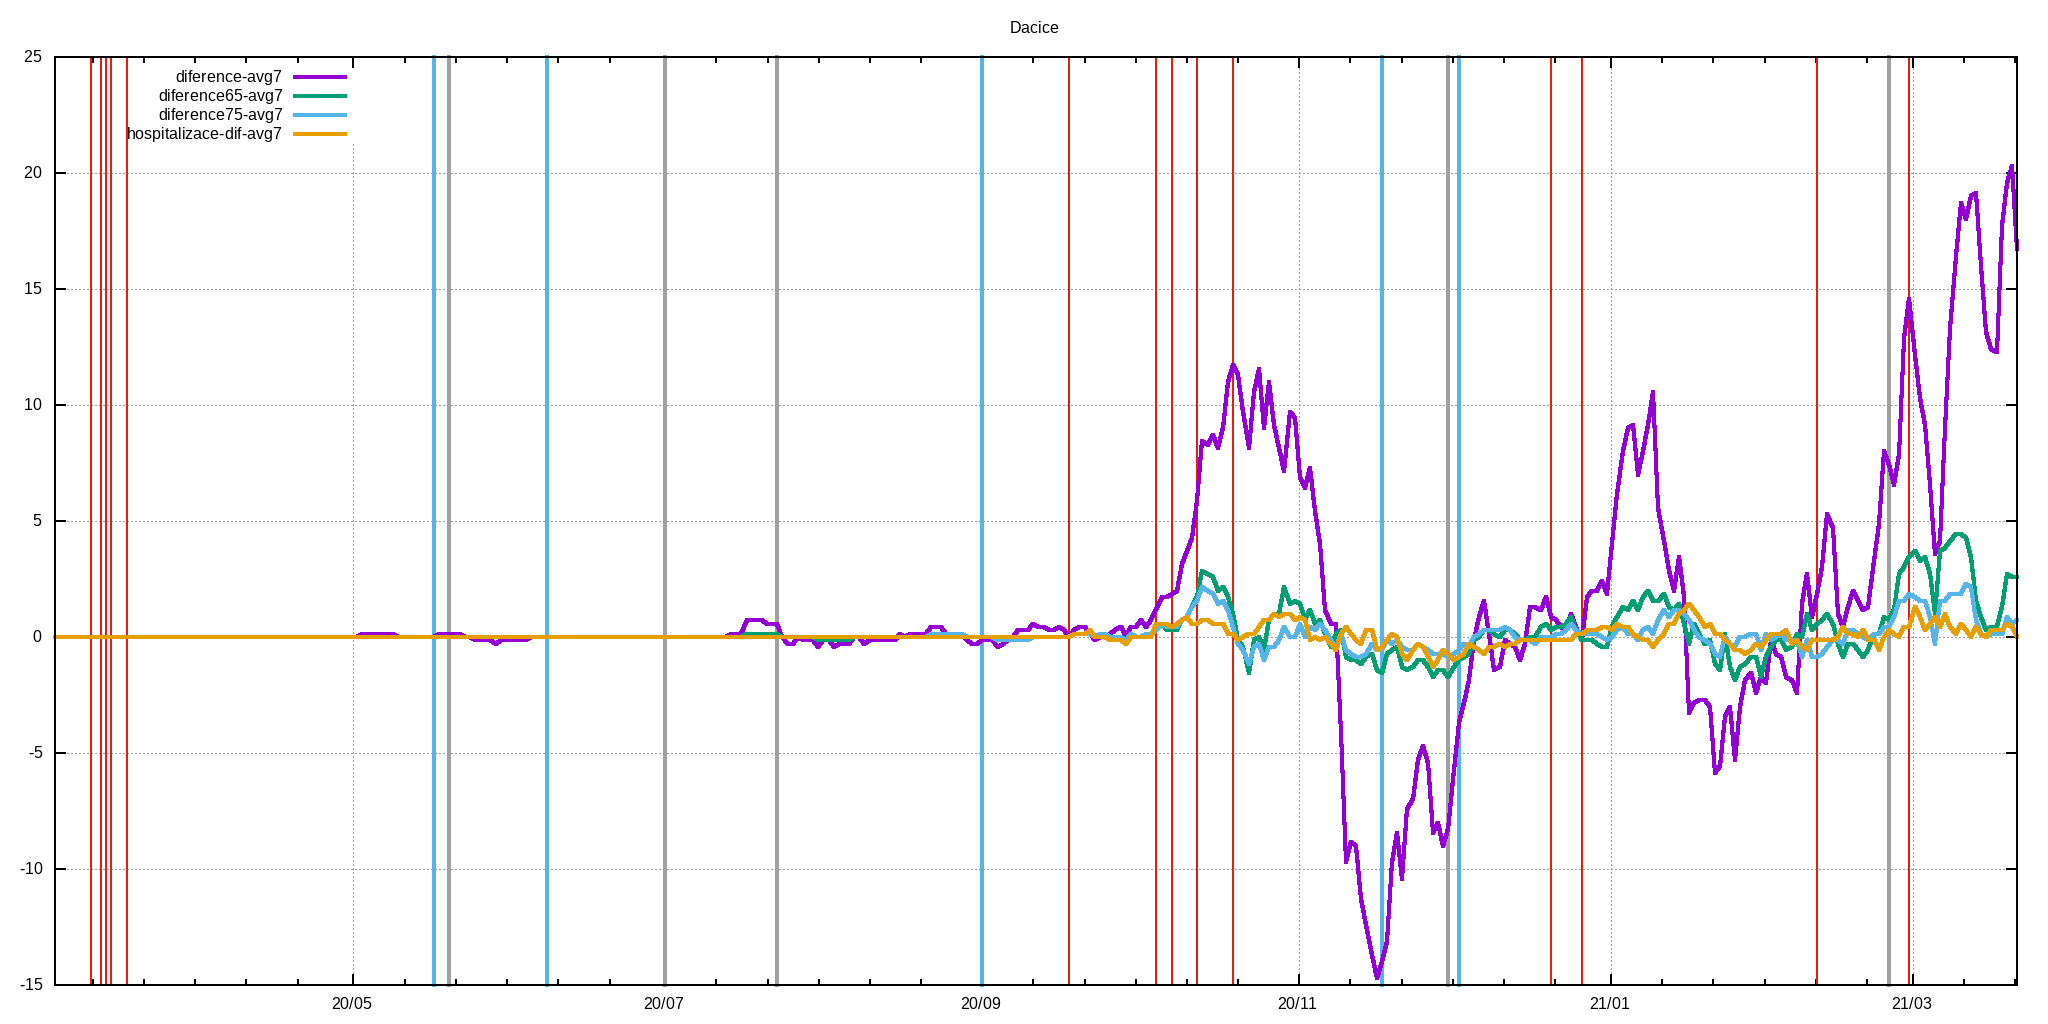 Dacice
25
diference-avg7
diference65-avg7
diference75-avg7
hospitalizace-dif-avg7
20
15
10
5
0
-5
-10
-15
20/05 20/07 20/09 20/11 21/01 21/03